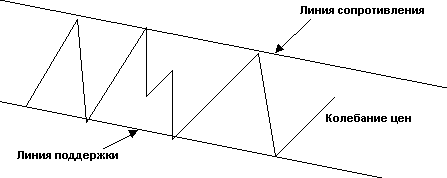 Линия сопротивления
Колебание цен
Линия поддержки